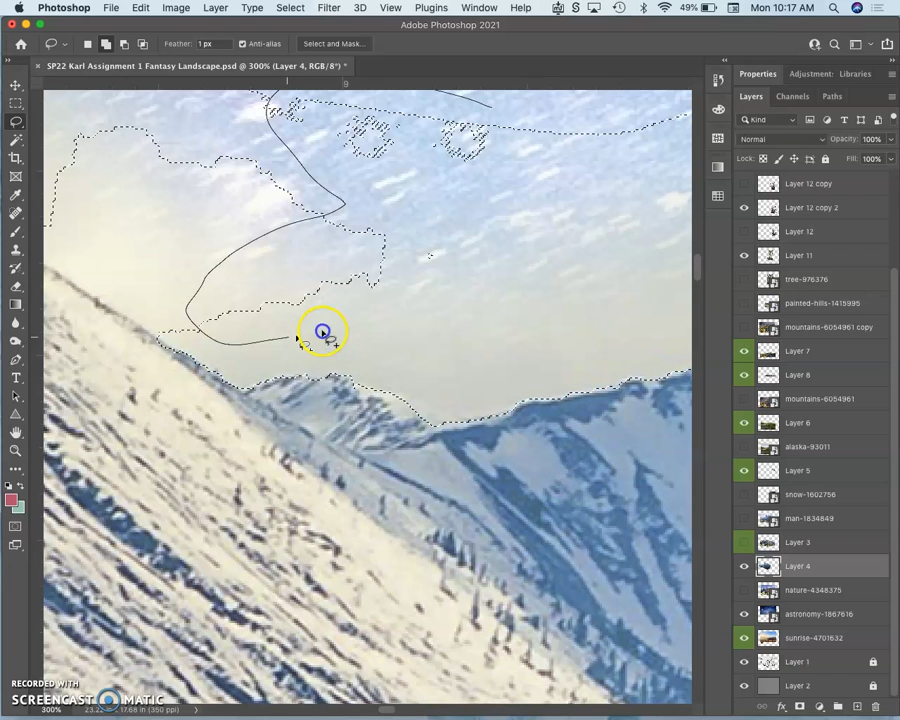 Photoshop File Edit Image Layer Type Select Filter 3D View Plugins Window Help 49% Mon 10:17 AM
Adobe Photoshop 2021
Feather: 1 px Anti-alias Select and Mask...
SP22 Karl Assignment 1 Fantasy Landscape.psd @ 300% (Layer 4, RGB/8*) *
Properties Adjustment: Libraries
9
Layers Channels Paths
Kind
Normal Opacity: 100%
Lock: Fill: 100%
Layer 12 copy
Layer 12 copy 2
Layer 12
Layer 11
tree-976376
painted-hills-1415995
mountains-6054961 copy
Layer 7
Layer 8
mountains-6054961
Layer 6
alaska-93011
Layer 5
snow-1602756
man-1834849
Layer 3
Layer 4
nature-4348375
astronomy-1867616
sunrise-4701632
Layer 1
Layer 2
RECORDED WITH
SCREENCAST MATIC
300%